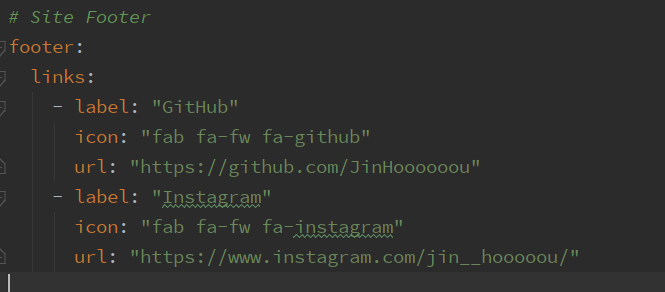 # Site Footer
footer:
  links:
    - label: "GitHub"
      icon: "fab fa-fw fa-github"
      url: "https://github.com/JinHoooooou"
    - label: "Instagram"
      icon: "fab fa-fw fa-instagram"
      url: "https://www.instagram.com/jin__hooooou/"